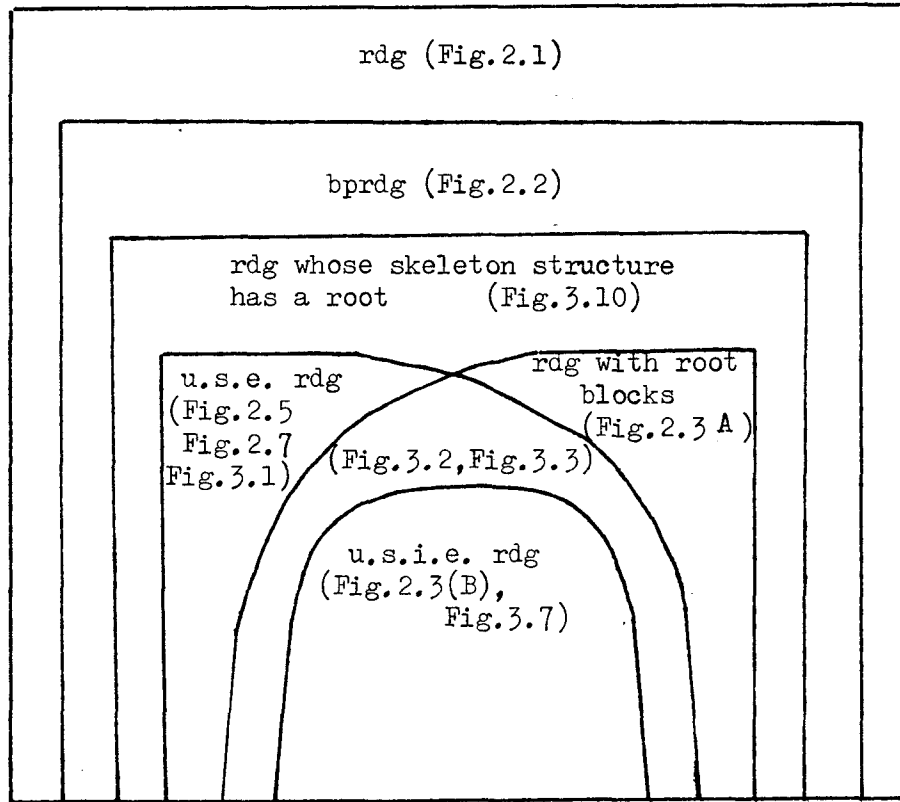 rdg (Fig.2.1)
bprdg (Fig.2.2)
rdg whose skeleton structure
has a root (Fig.3.10)
u.s.e. rdg
(Fig.2.5
Fig.2.7
Fig.3.1)
rdg with root
blocks
(Fig.2.3 A)
(Fig.3.2,Fig.3.3)
u.s.i.e. rdg
(Fig.2.3(B),
Fig.3.7)